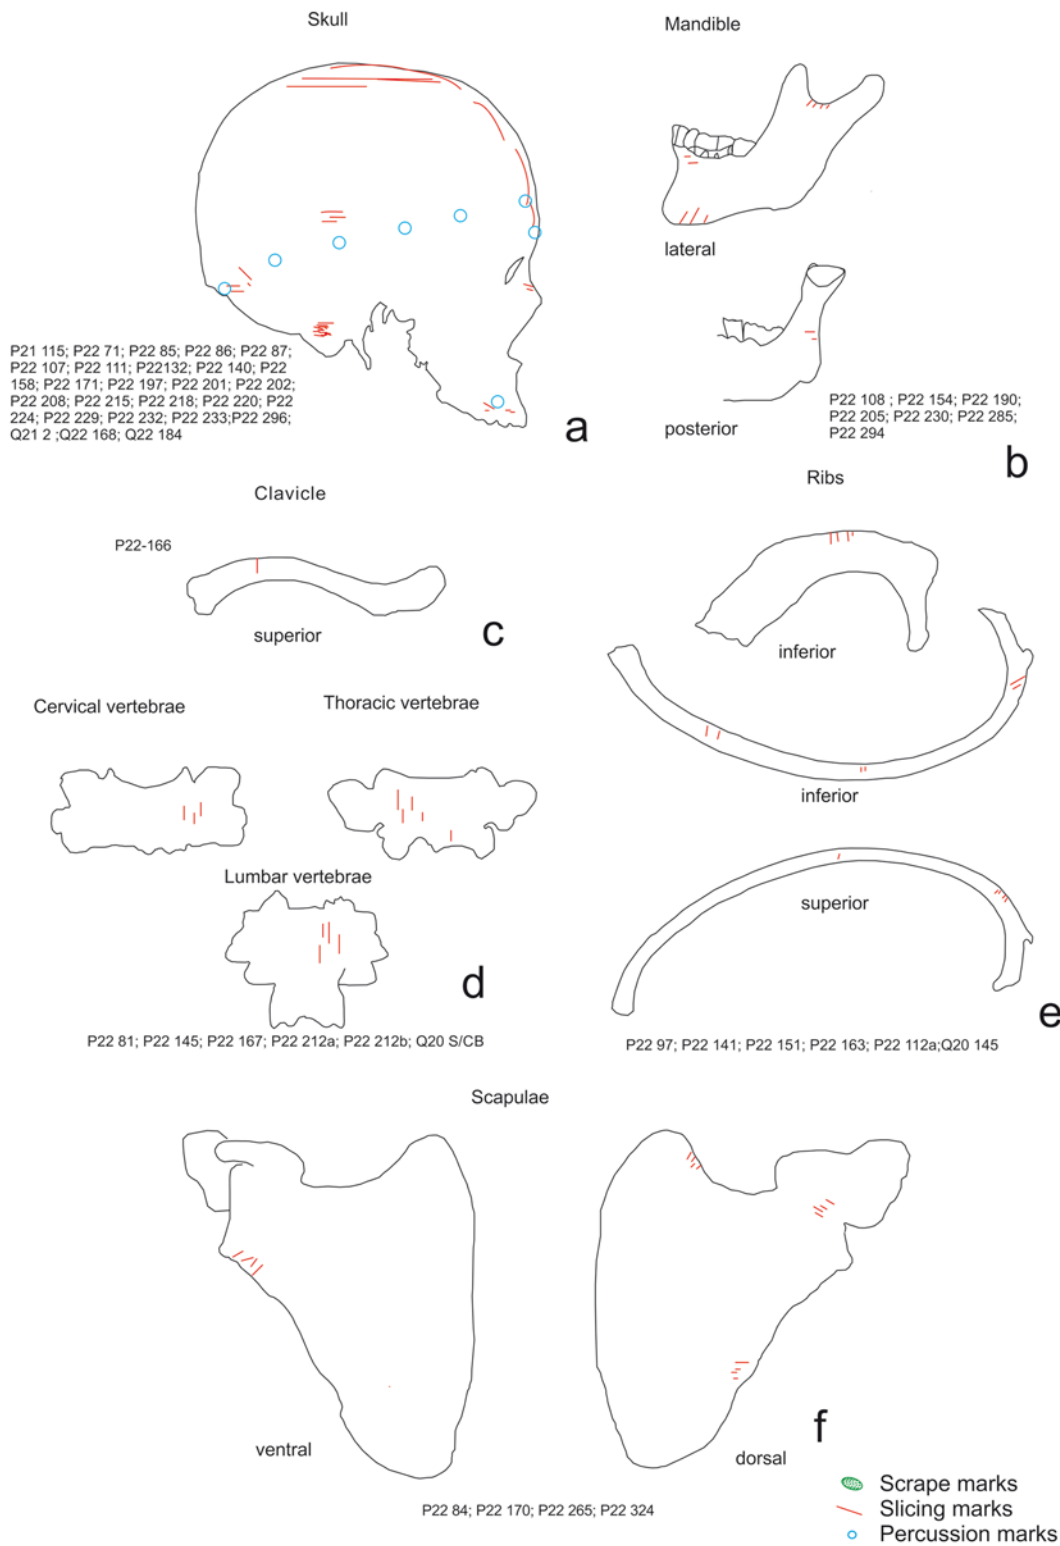 Skull
Mandible
lateral
P21 115; P22 71; P22 85; P22 86; P22 87;
P22 107; P22 111; P22132; P22 140; P22
158; P22 171; P22 197; P22 201; P22 202;
P22 208; P22 215; P22 218; P22 220; P22
224; P22 229; P22 232; P22 233;P22 296;
Q21 2 ;Q22 168; Q22 184
a
posterior
P22 108 ; P22 154; P22 190;
P22 205; P22 230; P22 285;
P22 294
b
Clavicle
P22-166
superior
c
Ribs
inferior
inferior
superior
e
P22 97; P22 141; P22 151; P22 163; P22 112a;Q20 145
Cervical vertebrae
Thoracic vertebrae
Lumbar vertebrae
d
P22 81; P22 145; P22 167; P22 212a; P22 212b; Q20 S/CB
Scapulae
ventral
dorsal
f
P22 84; P22 170; P22 265; P22 324
Scrape marks
Slicing marks
Percussion marks